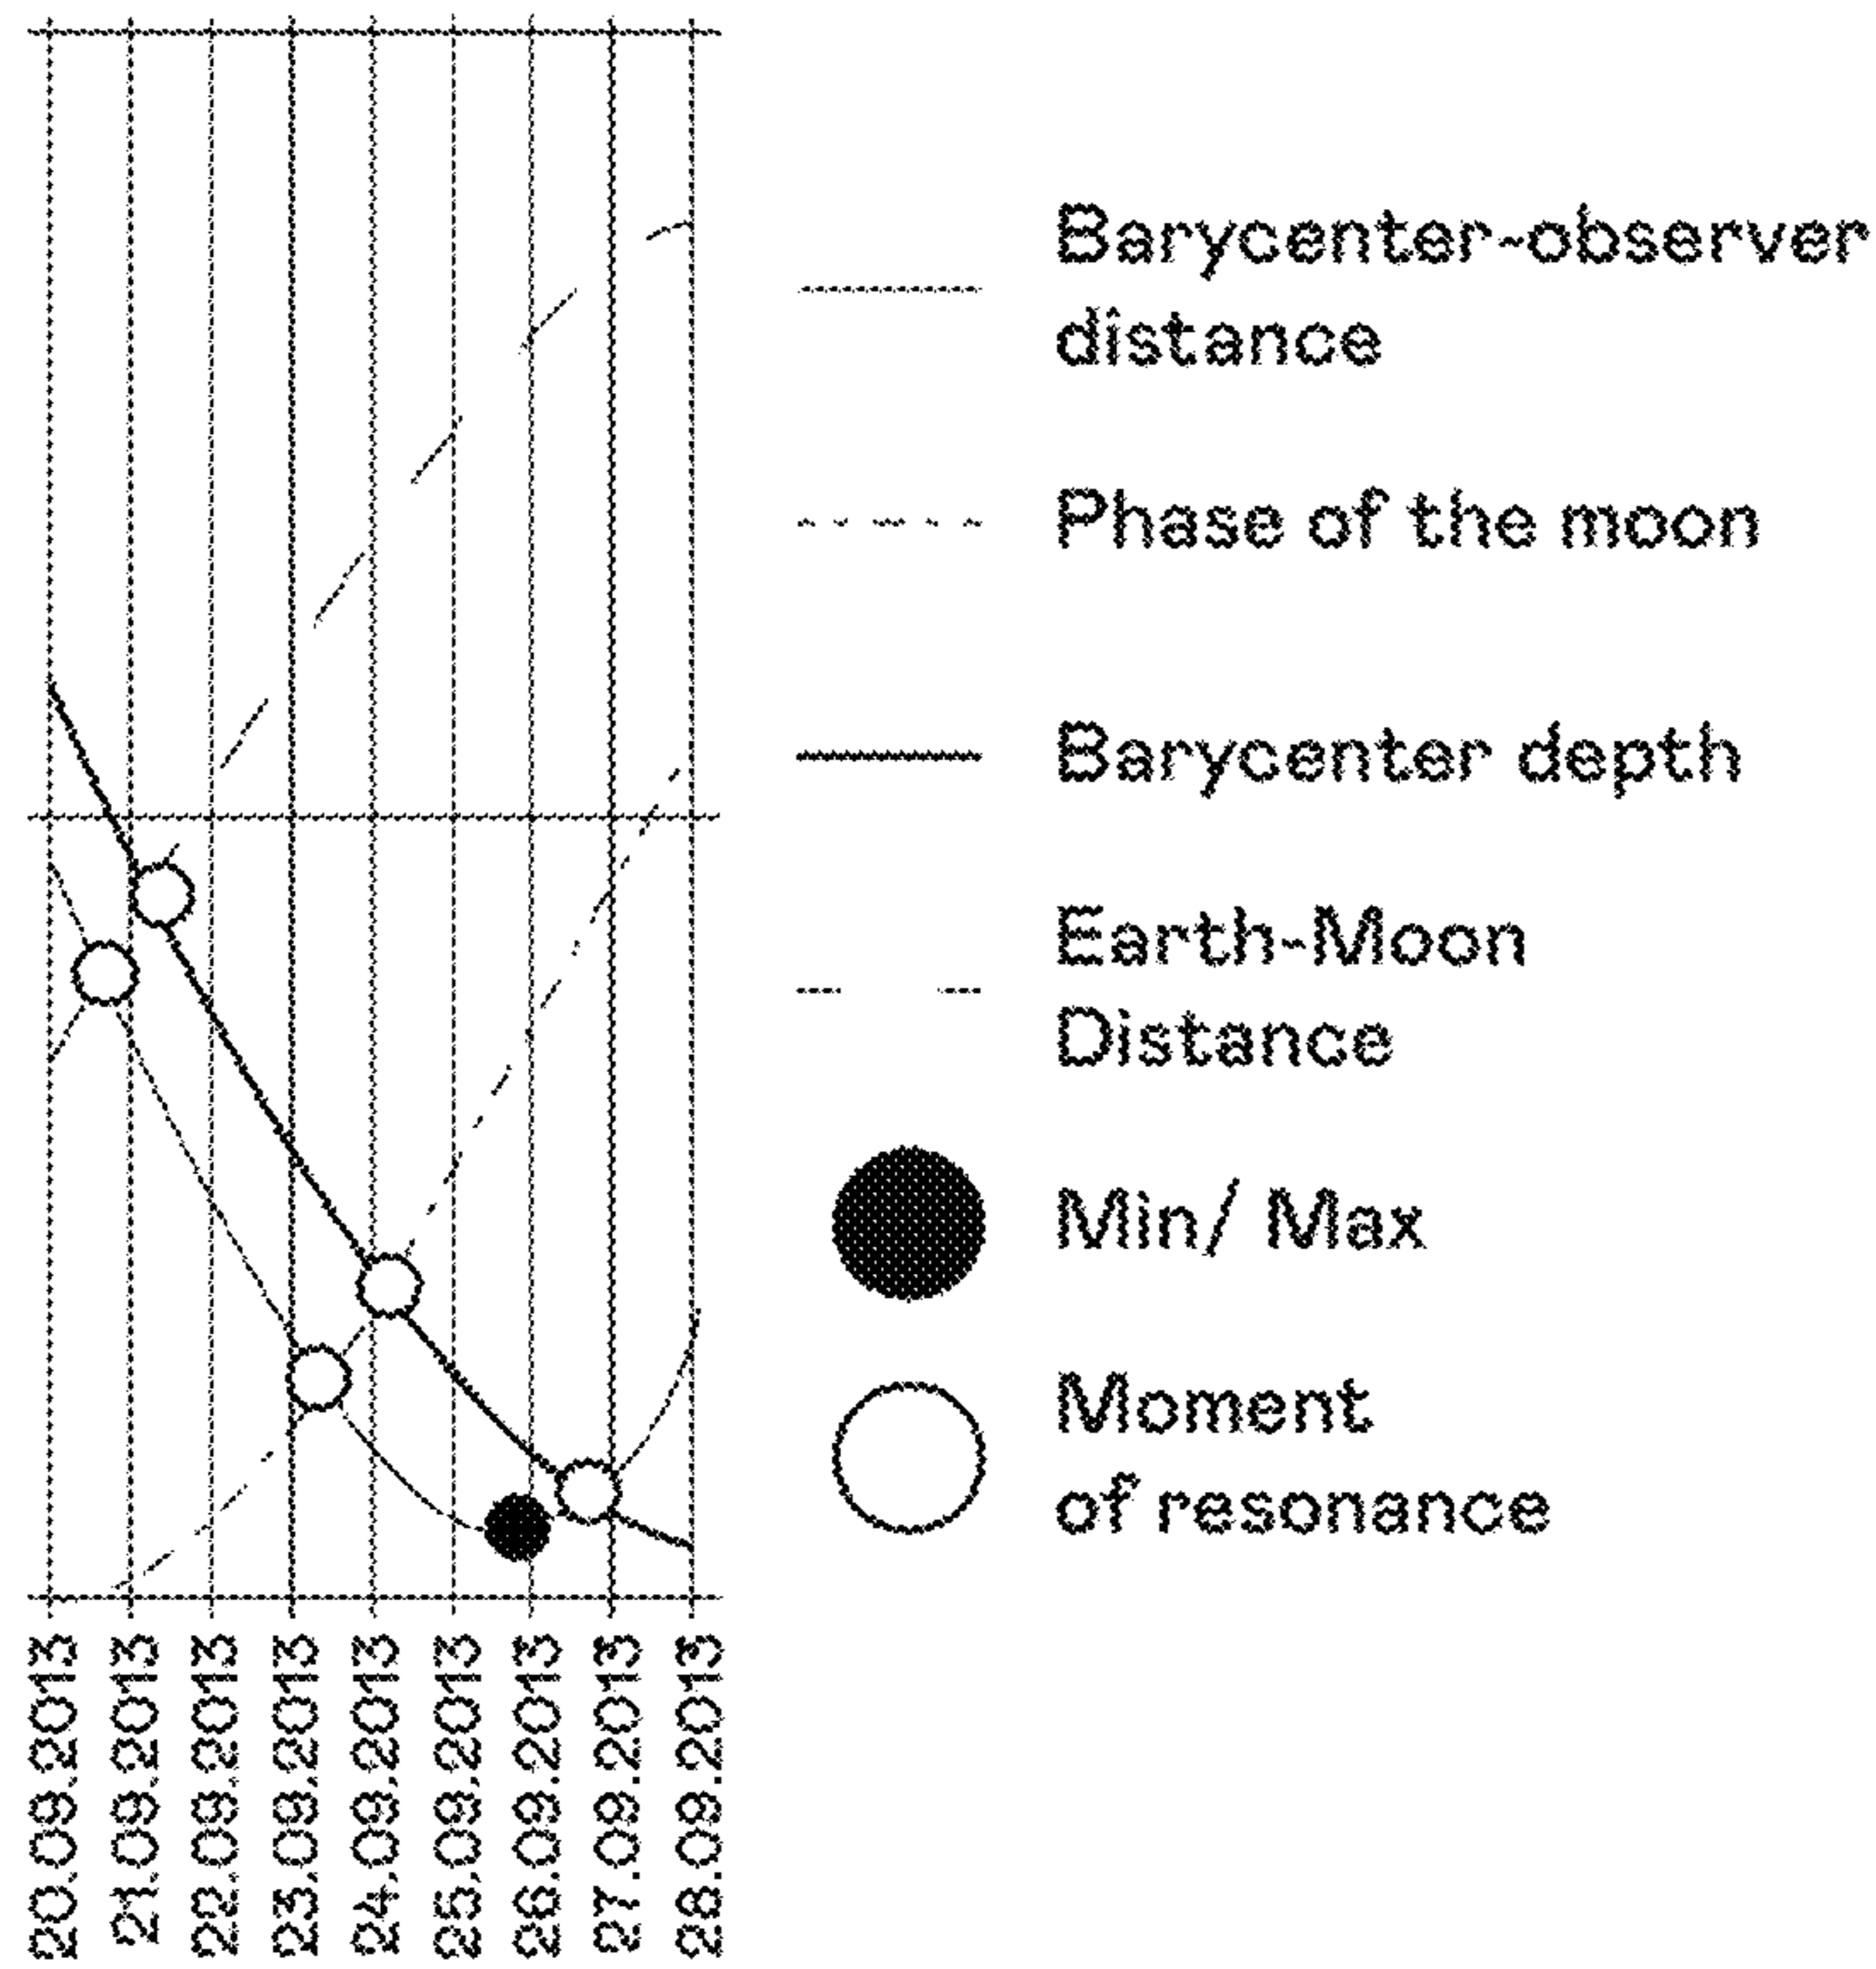 Barycenter-observer
distance
Phase of the moon
Barycenter depth
Earth-Moon
Distance
Min/ Max
Moment
of resonance
20.09.2013
21.09.2013
22.09.2013
23.09.2013
24.09.2013
25.09.2013
26.09.2013
27.09.2013
28.09.2013